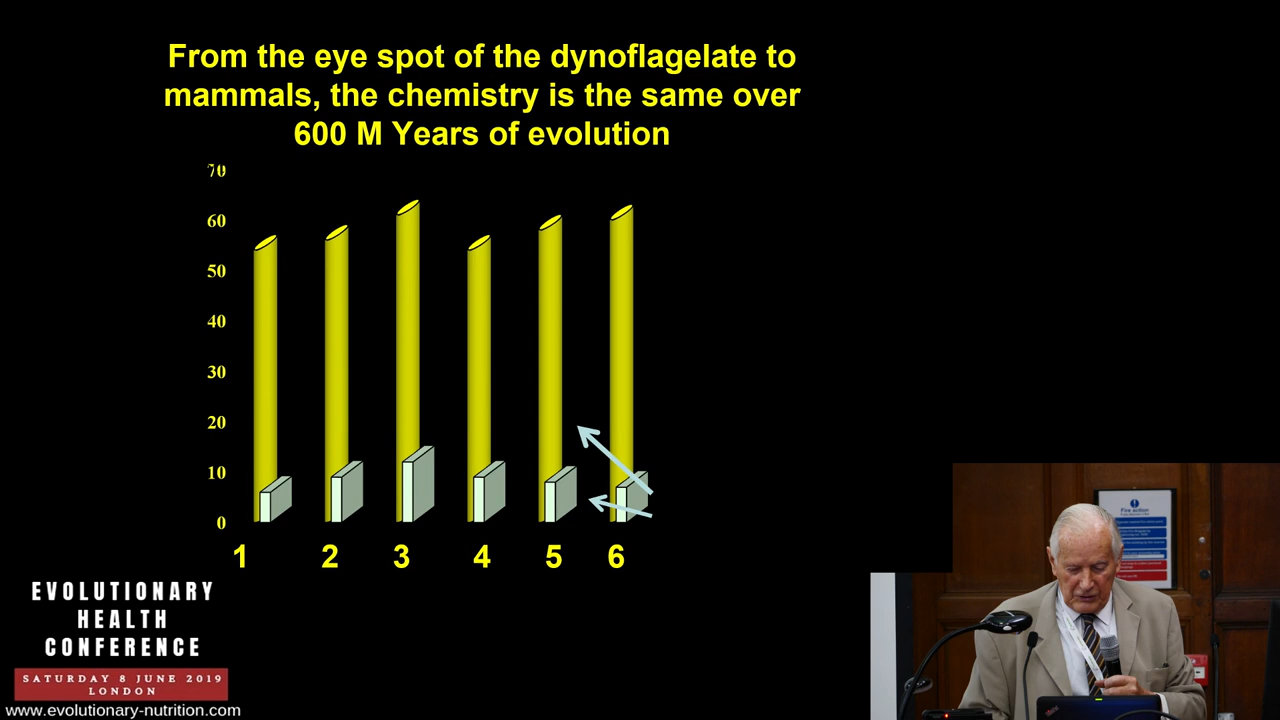 From the eye spot of the dynoflagelate to
mammals, the chemistry is the same over
600 M Years of evolution
70
60
50
40
30
20
10
0
1 2 3 4 5 6
EVOLUTIONARY
HEALTH
CONFERENCE
SATURDAY 8 JUNE 2019
LONDON
www.evolutionary-nutrition.com
Fire action